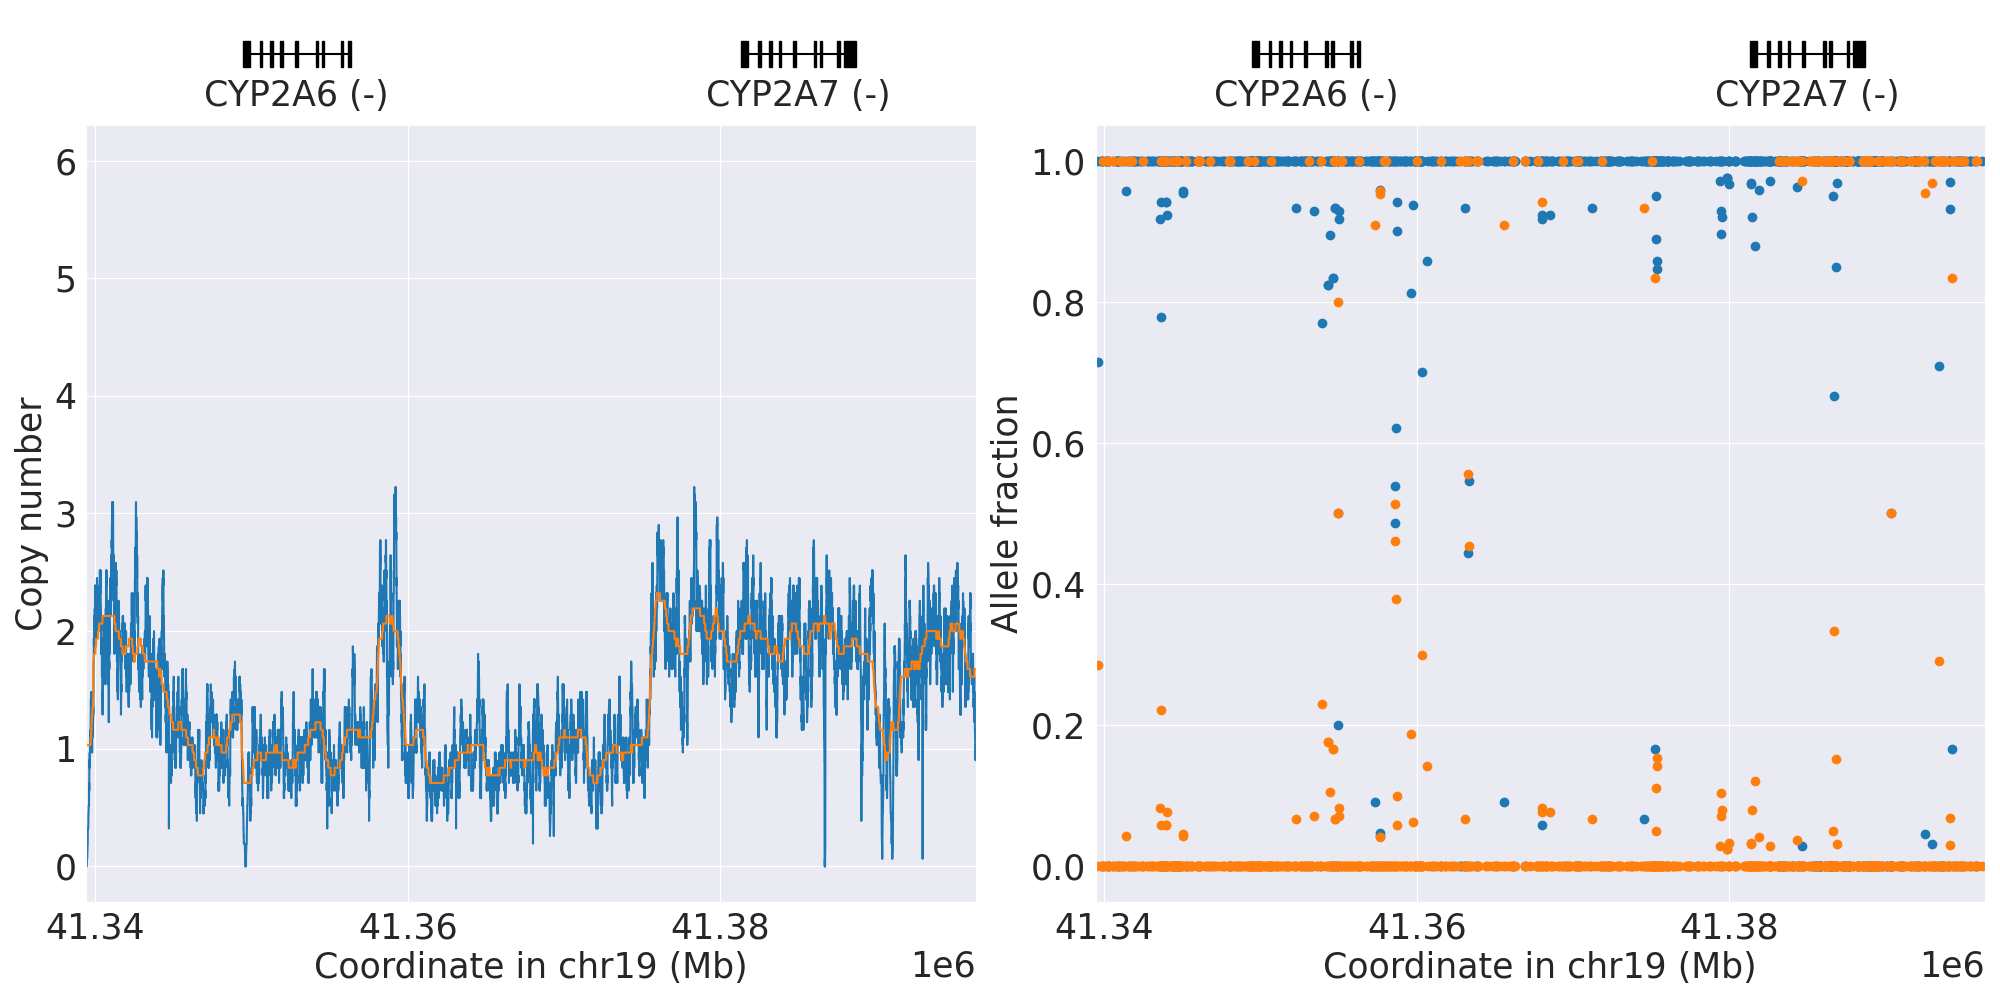 CYP2A6 (-)
CYP2A7 (-)
6
5
4
3
2
1
0
Copy number
41.34
41.36
41.38
Coordinate in chr19 (Mb)
1e6
CYP2A6 (-)
CYP2A7 (-)
1.0
0.8
0.6
0.4
0.2
0.0
Allele fraction
41.34
41.36
41.38
Coordinate in chr19 (Mb)
1e6